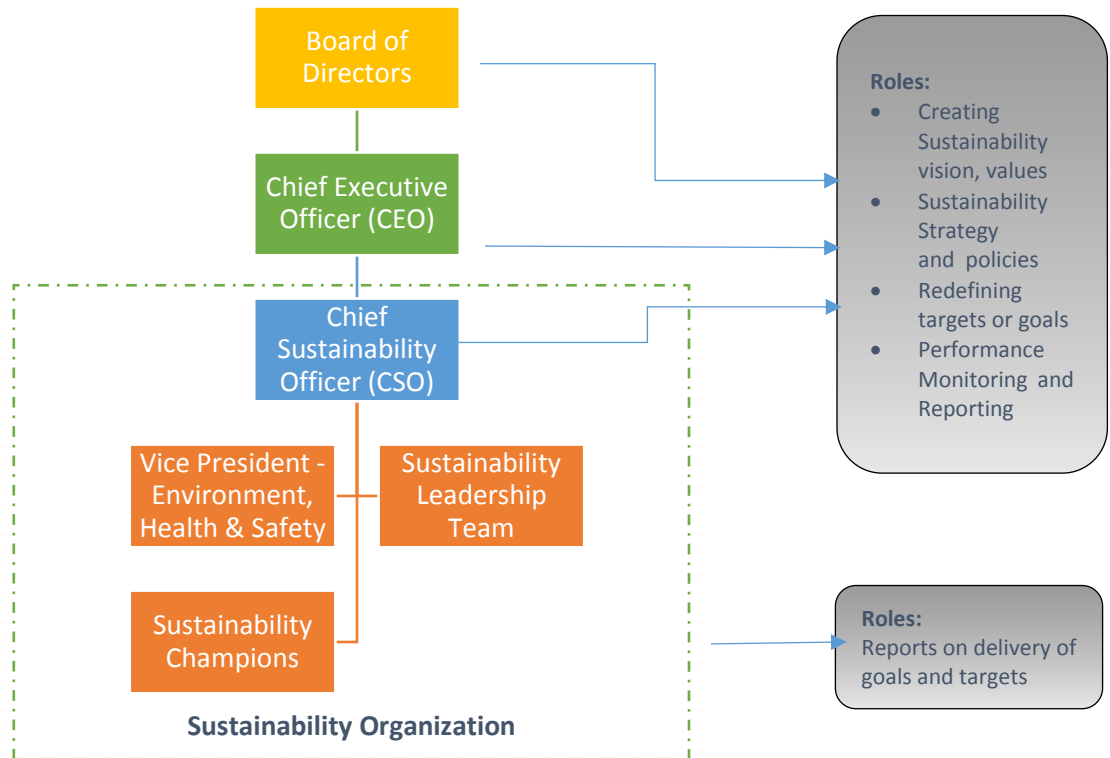 Board of
Directors
Chief Executive
Officer (CEO)
Chief
Sustainability
Officer (CSO)
Vice President -
Environment,
Health & Safety
Sustainability
Leadership
Team
Sustainability
Champions
Sustainability Organization
Roles:
• Creating
Sustainability
vision, values
• Sustainability
Strategy
and policies
• Redefining
targets or goals
• Performance
Monitoring and
Reporting
Roles:
Reports on delivery of
goals and targets